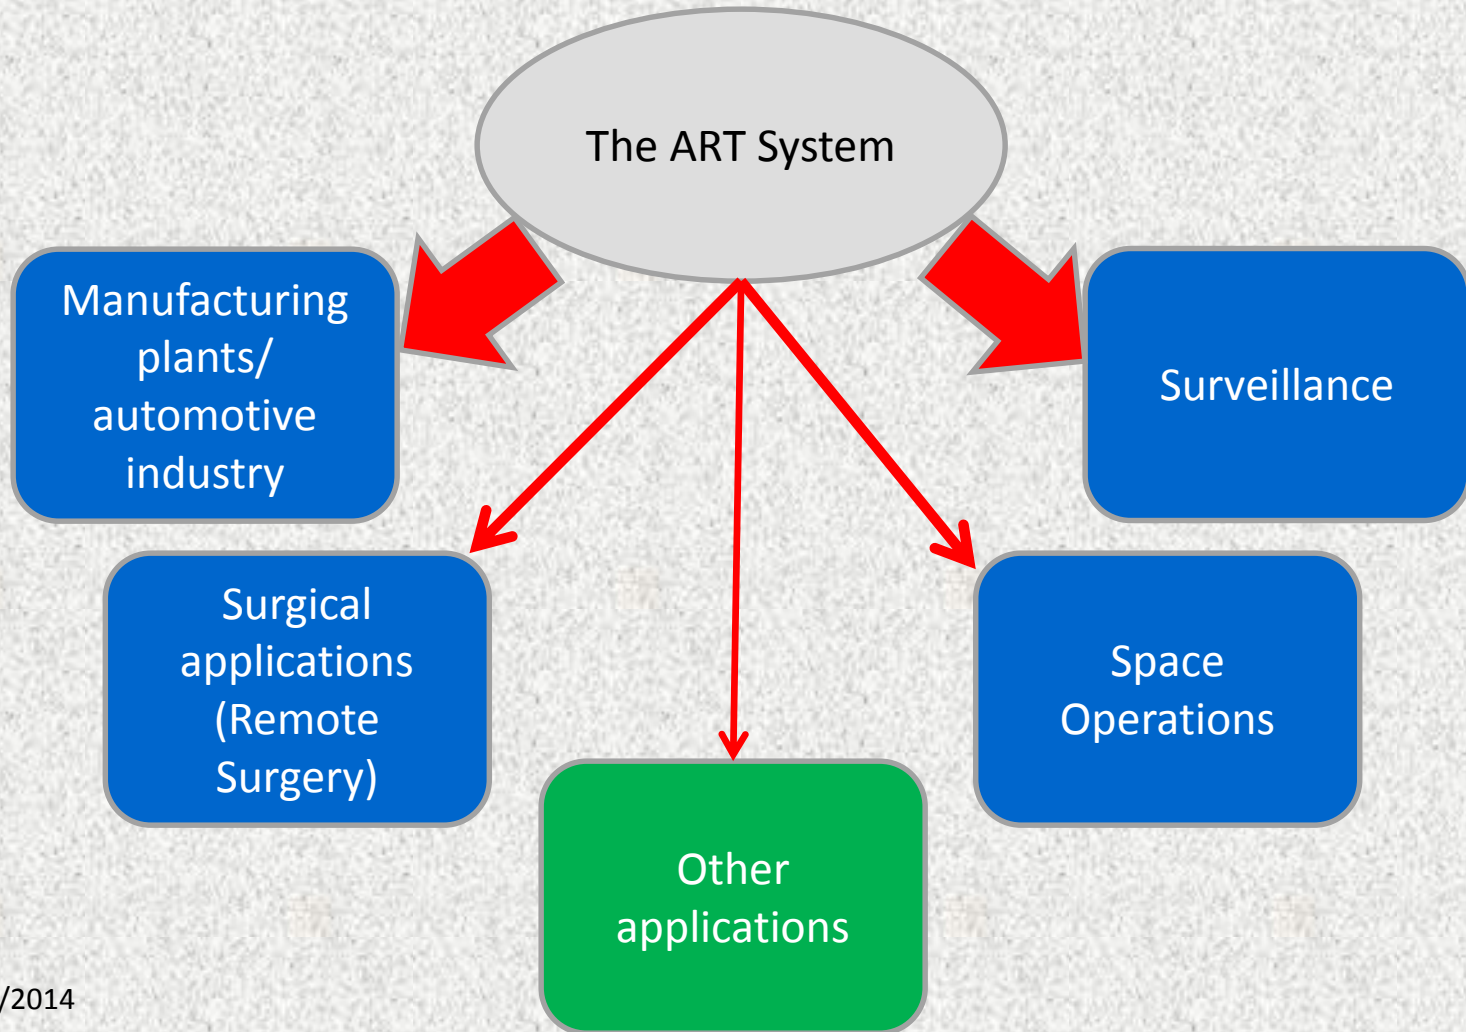 The ART System
Manufacturing
plants/
automotive
industry
Surveillance
Surgical
applications
(Remote
Surgery)
Space
Operations
Other
applications
/2014